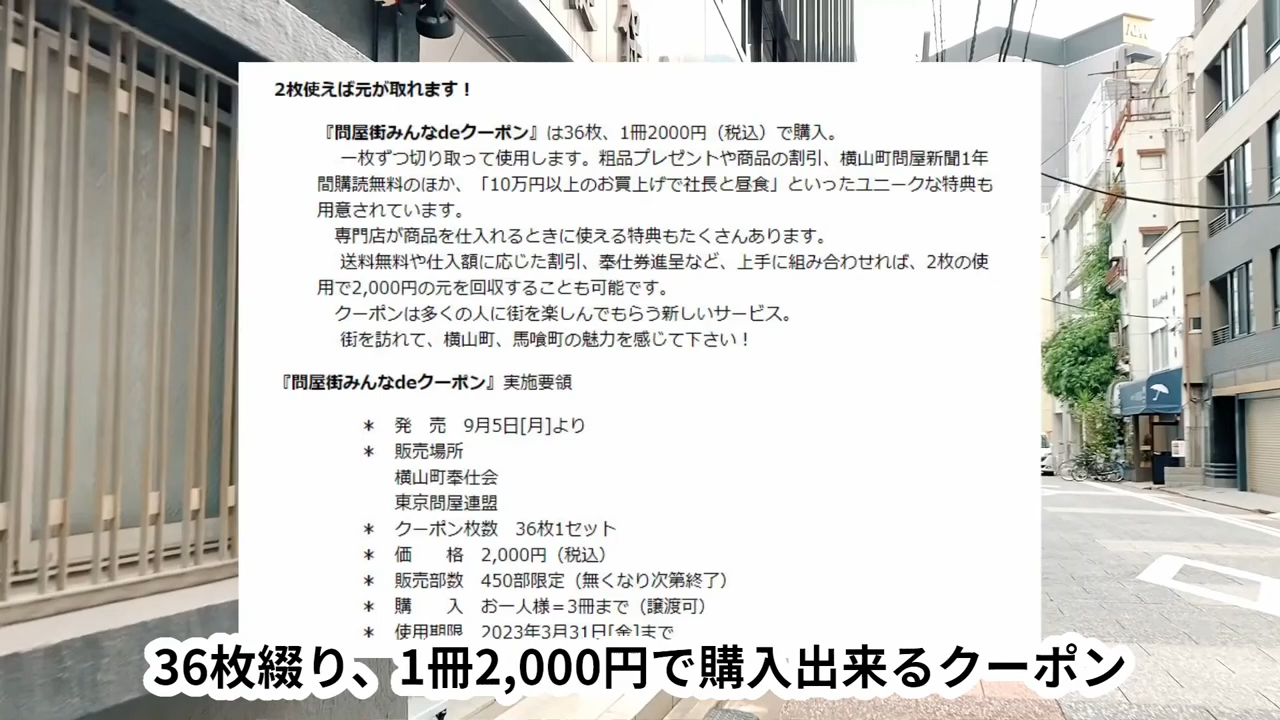 2枚使えば元が取れます！
『問屋街みんなdeクーポン』は36枚、1冊2000円（税込）で購入。
一枚ずつ切り取って使用します。粗品プレゼントや商品の割引、横山町問屋新聞1年
間購読無料のほか、「10万円以上のお買上げで社長と昼食」といったユニークな特典も
用意されています。
専門店が商品を仕入れるときに使える特典もたくさんあります。
送料無料や仕入額に応じた割引、奉仕券進呈など、上手に組み合わせれば、2枚の使
用で2,000円の元を回収することも可能です。
クーポンは多くの人に街を楽しんでもらう新しいサービス。
街を訪れて、横山町、馬喰町の魅力を感じて下さい！
『問屋街みんなdeクーポン』実施要領
＊ 発　売　9月5日[月]より
＊ 販売場所
横山町奉仕会
東京問屋連盟
＊ クーポン枚数　36枚1セット
＊ 価　　格　2,000円（税込）
＊ 販売部数　450部限定（無くなり次第終了）
＊ 購　　入　お一人様＝3冊まで（譲渡可）
＊ 使用期限　2023年3月31日[金]まで
36枚綴り、1冊2,000円で購入出来るクーポン